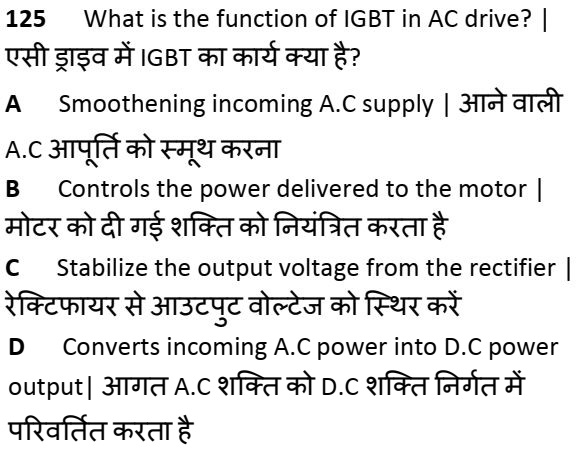 125 What is the function of IGBT in AC drive? |
एसी ड्राइव में IGBT का कार्य क्या है?
A Smoothening incoming A.C supply | आने वाली
A.C आपूर्ति को स्मूथ करना
B Controls the power delivered to the motor |
मोटर को दी गई शक्ति को नियंत्रित करता है
C Stabilize the output voltage from the rectifier |
रेक्टिफायर से आउटपुट वोल्टेज को स्थिर करें
D Converts incoming A.C power into D.C power
output| आगत A.C शक्ति को D.C शक्ति निर्गत में
परिवर्तित करता है